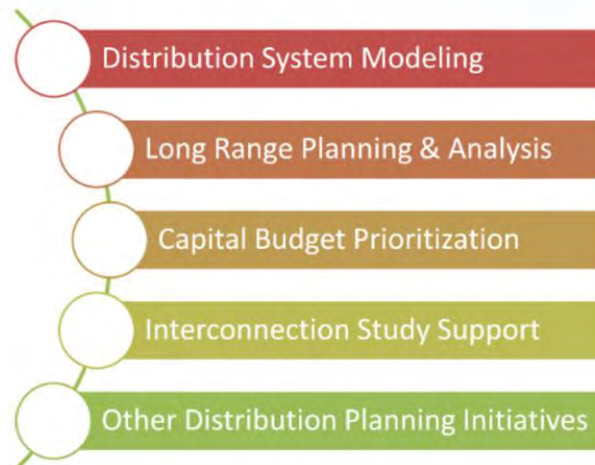 Distribution System Modeling
Long Range Planning & Analysis
Capital Budget Prioritization
Interconnection Study Support
Other Distribution Planning Initiatives